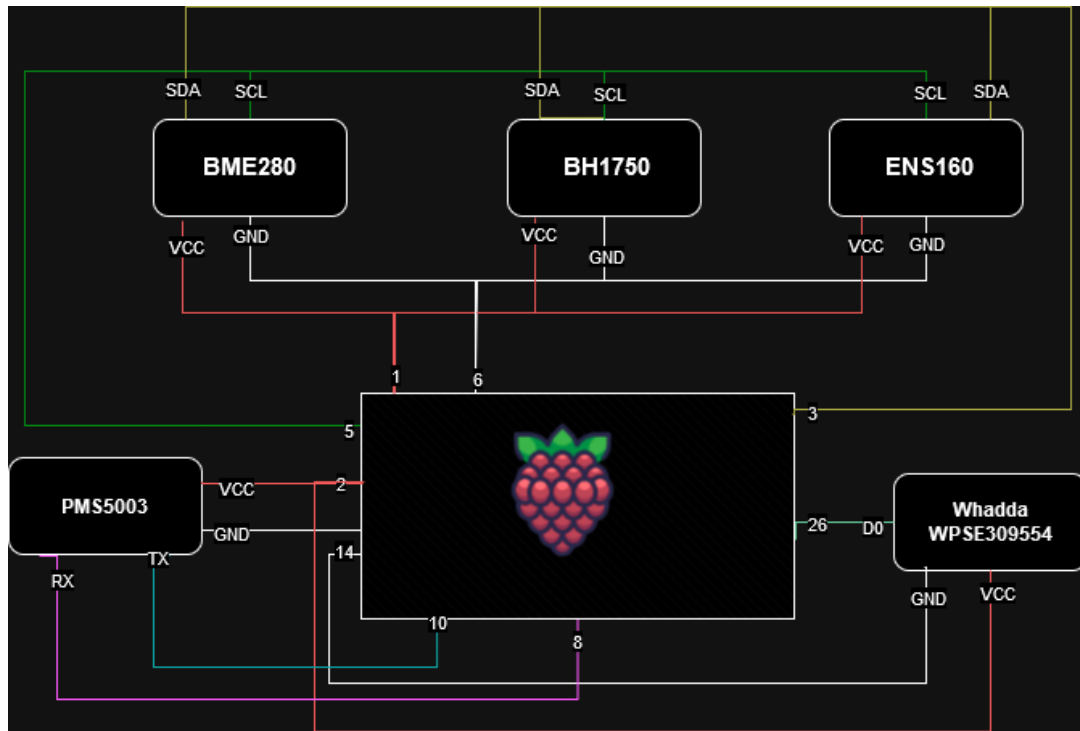 SDA
SCL
SDA
SCL
SCL
SDA
BME280
BH1750
ENS160
VCC
GND
VCC
GND
VCC
GND
1
6
3
5
2
VCC
PMS5003
GND
14
TX
RX
10
8
26
D0
Whadda
WPSE309554
GND
VCC